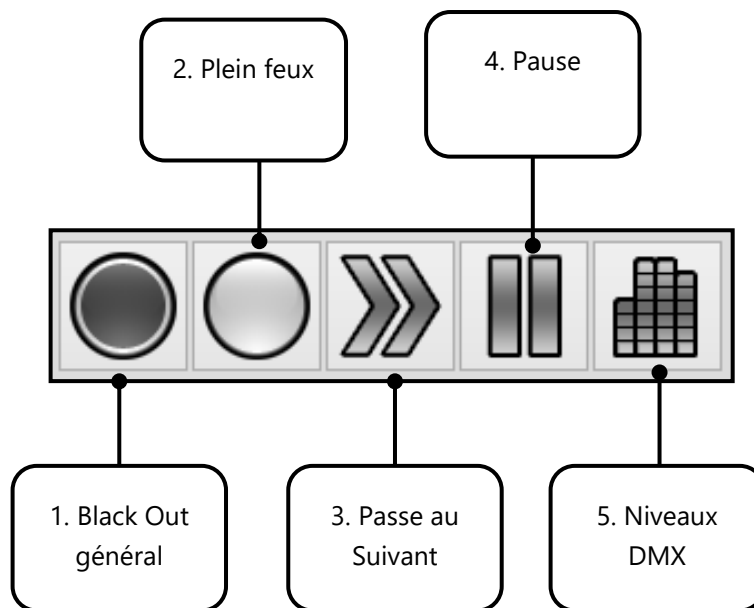 2. Plein feux
4. Pause
1. Black Out
général
3. Passe au
Suivant
5. Niveaux
DMX